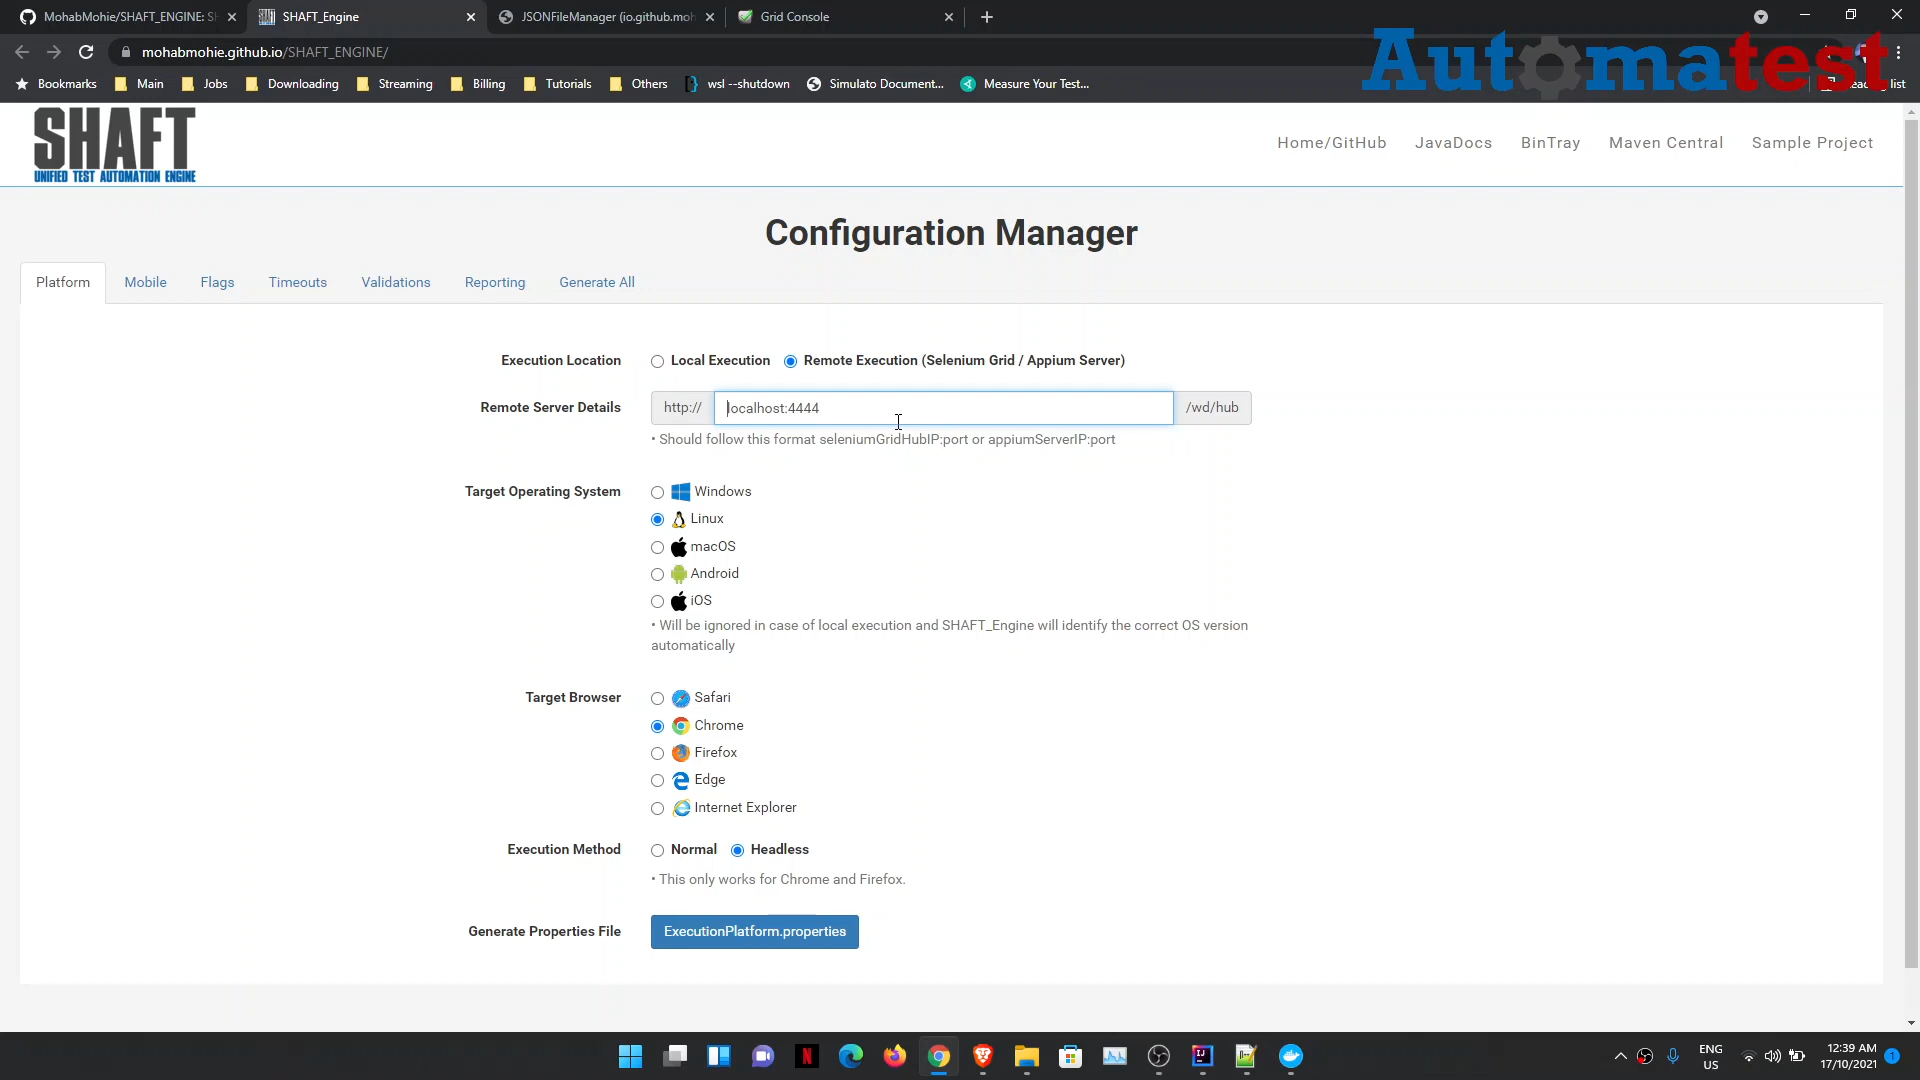 MohabMohie/SHAFT_ENGINE: SH
SHAFT_Engine
JSONFileManager (io.github.moh
Grid Console
mohabmohie.github.io/SHAFT_ENGINE/
Automatest
Bookmarks
Main
Jobs
Downloading
Streaming
Billing
Tutorials
Others
wsl --shutdown
Simulato Document...
Measure Your Test...
list
SHAFT
UNIFIED TEST AUTOMATION ENGINE
Home/GitHub
JavaDocs
BinTray
Maven Central
Sample Project
Configuration Manager
Platform
Mobile
Flags
Timeouts
Validations
Reporting
Generate All
Execution Location
Local Execution
Remote Execution (Selenium Grid / Appium Server)
Remote Server Details
http://
localhost:4444
/wd/hub
• Should follow this format seleniumGridHubIP:port or appiumServerIP:port
Target Operating System
Windows
Linux
macOS
Android
iOS
• Will be ignored in case of local execution and SHAFT_Engine will identify the correct OS version
automatically
Target Browser
Safari
Chrome
Firefox
Edge
Internet Explorer
Execution Method
Normal
Headless
• This only works for Chrome and Firefox.
Generate Properties File
ExecutionPlatform.properties
ENG
US
12:39 AM
17/10/2021
1